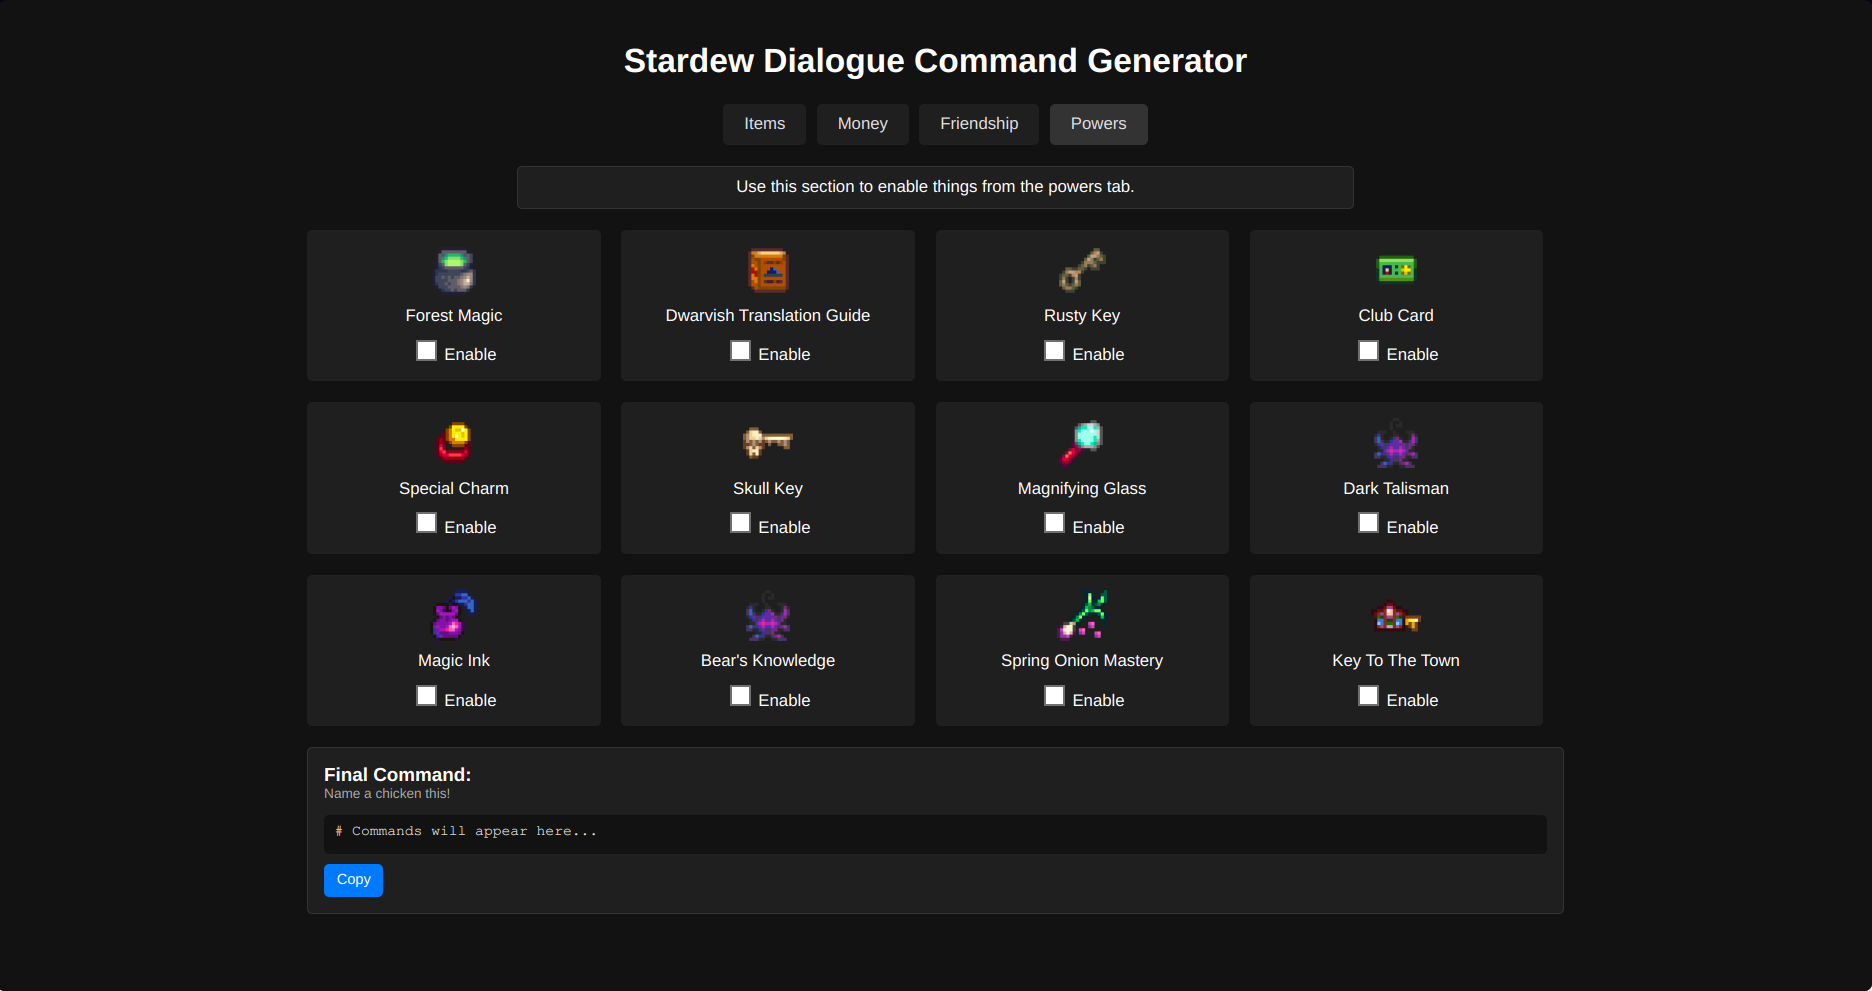 Stardew Dialogue Command Generator
Items Money Friendship Powers
Use this section to enable things from the powers tab.
Forest Magic Dwarvish Translation Guide Rusty Key Club Card
Enable Enable Enable Enable
Special Charm Skull Key Magnifying Glass Dark Talisman
Enable Enable Enable Enable
Magic Ink Bear's Knowledge Spring Onion Mastery Key To The Town
Enable Enable Enable Enable
Final Command:
Name a chicken this!
# Commands will appear here...
Copy